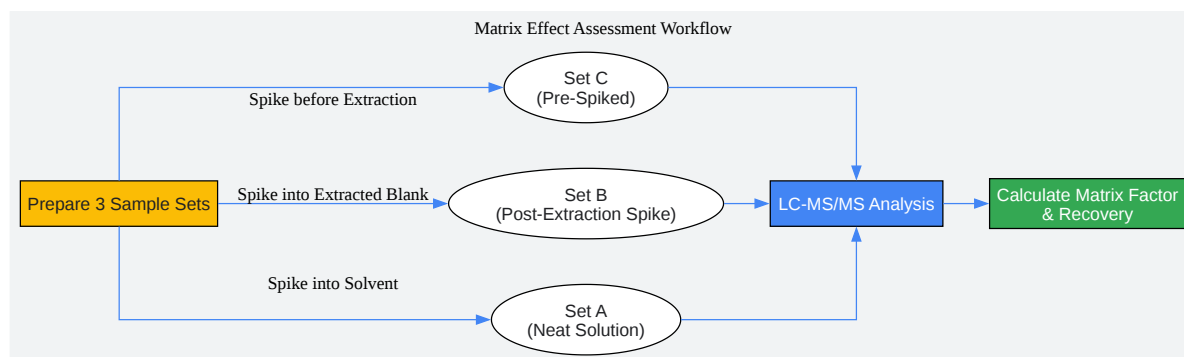 Matrix Effect Assessment Workflow
Set C
(Pre-Spiked)
Spike before Extraction
Prepare 3 Sample Sets
Spike into Extracted Blank
Set B
(Post-Extraction Spike)
LC-MS/MS Analysis
Calculate Matrix Factor
& Recovery
Spike into Solvent
Set A
(Neat Solution)